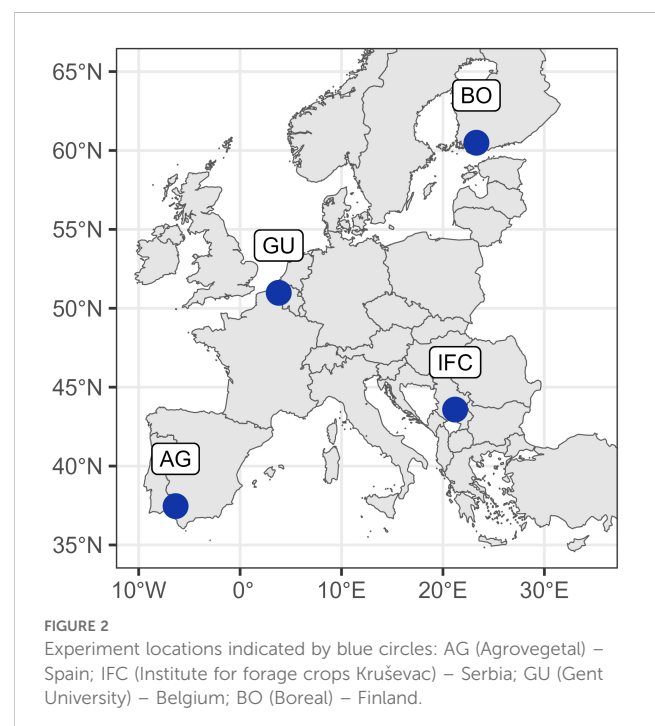 65°N
BO
60°N
55°N
GU
50°N
IFC
45°N
AG
40°N
35°N
10°W 0° 10°E 20°E 30°E
FIGURE 2
Experiment locations indicated by blue circles: AG (Agrovegetal) –
Spain; IFC (Institute for forage crops Kruševac) – Serbia; GU (Gent
University) – Belgium; BO (Boreal) – Finland.